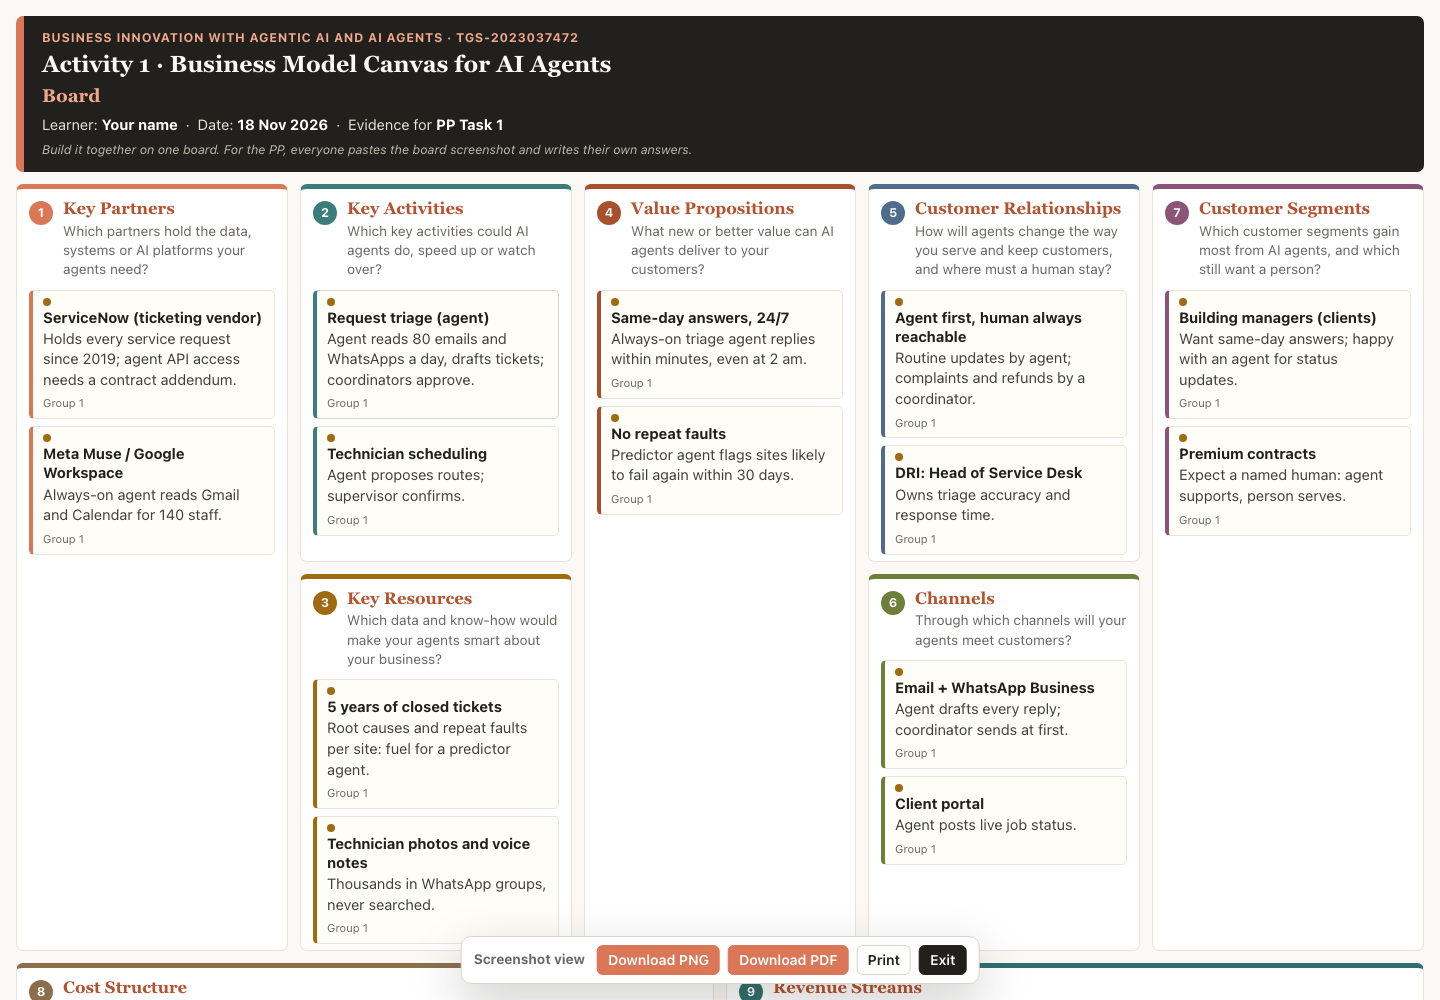 BUSINESS INNOVATION WITH AGENTIC AI AND AI AGENTS · TGS-2023037472
Activity 1 · Business Model Canvas for AI Agents
Board
Learner: Your name · Date: 18 Nov 2026 · Evidence for PP Task 1
Build it together on one board. For the PP, everyone pastes the board screenshot and writes their own answers.
1
Key Partners
Which partners hold the data,
systems or AI platforms your
agents need?
ServiceNow (ticketing vendor)
Holds every service request
since 2019; agent API access
needs a contract addendum.
Group 1
Meta Muse / Google
Workspace
Always-on agent reads Gmail
and Calendar for 140 staff.
Group 1
2
Key Activities
Which key activities could AI
agents do, speed up or watch
over?
Request triage (agent)
Agent reads 80 emails and
WhatsApps a day, drafts tickets;
coordinators approve.
Group 1
Technician scheduling
Agent proposes routes;
supervisor confirms.
Group 1
3
Key Resources
Which data and know-how would
make your agents smart about
your business?
5 years of closed tickets
Root causes and repeat faults
per site: fuel for a predictor
agent.
Group 1
Technician photos and voice
notes
Thousands in WhatsApp groups,
never searched.
Group 1
4
Value Propositions
What new or better value can AI
agents deliver to your
customers?
Same-day answers, 24/7
Always-on triage agent replies
within minutes, even at 2 am.
Group 1
No repeat faults
Predictor agent flags sites likely
to fail again within 30 days.
Group 1
5
Customer Relationships
How will agents change the way
you serve and keep customers,
and where must a human stay?
Agent first, human always
reachable
Routine updates by agent;
complaints and refunds by a
coordinator.
Group 1
DRI: Head of Service Desk
Owns triage accuracy and
response time.
Group 1
6
Channels
Through which channels will your
agents meet customers?
Email + WhatsApp Business
Agent drafts every reply;
coordinator sends at first.
Group 1
Client portal
Agent posts live job status.
Group 1
7
Customer Segments
Which customer segments gain
most from AI agents, and which
still want a person?
Building managers (clients)
Want same-day answers; happy
with an agent for status
updates.
Group 1
Premium contracts
Expect a named human: agent
supports, person serves.
Group 1
8
Cost Structure
9
Revenue Streams
Screenshot view
Download PNG
Download PDF
Print
Exit